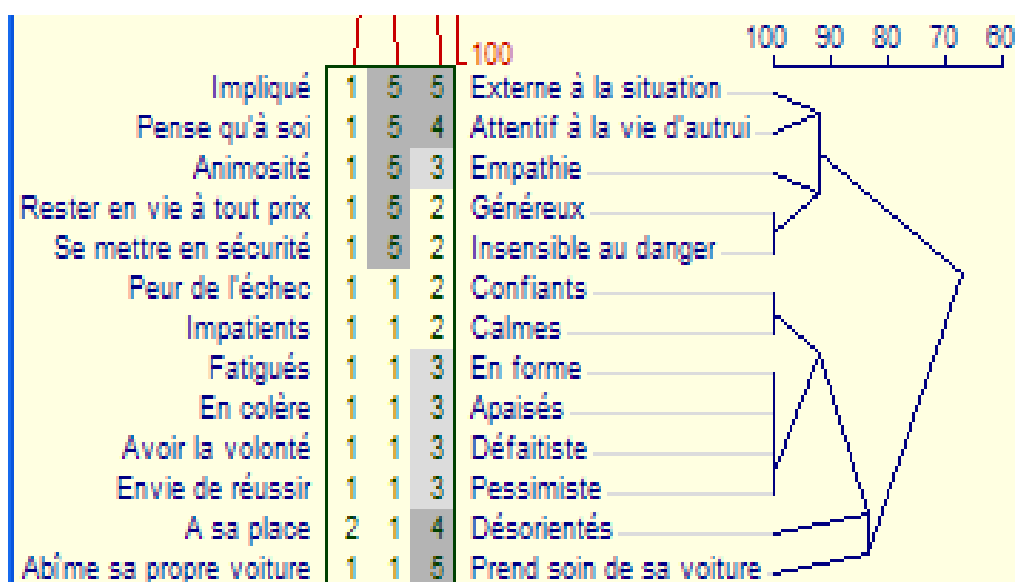 100 90 80 70 60
100
Impliqué 1 5 5 Externe à la situation
Pense qu'à soi 1 5 4 Attentif à la vie d'autrui
Animosité 1 5 3 Empathie
Rester en vie à tout prix 1 5 2 Généreux
Se mettre en sécurité 1 5 2 Insensible au danger
Peur de l'échec 1 1 2 Confiants
Impatients 1 1 2 Calmes
Fatigués 1 1 3 En forme
En colère 1 1 3 Apaisés
Avoir la volonté 1 1 3 Défaitiste
Envie de réussir 1 1 3 Pessimiste
A sa place 2 1 4 Désorientés
Abîme sa propre voiture 1 1 5 Prend soin de sa voiture